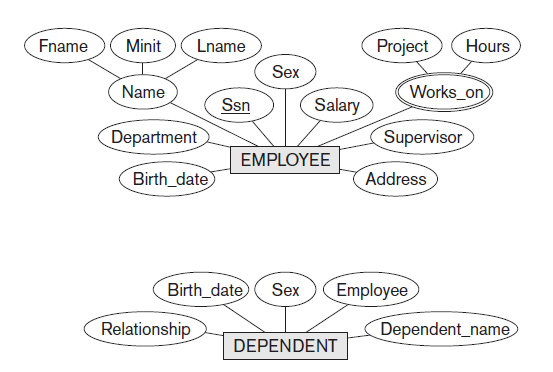 Fname Minit Lname Project Hours
Sex
Name Works_on
Ssn Salary
Department Supervisor
EMPLOYEE
Birth_date Address
Birth_date Sex Employee
Relationship Dependent_name
DEPENDENT